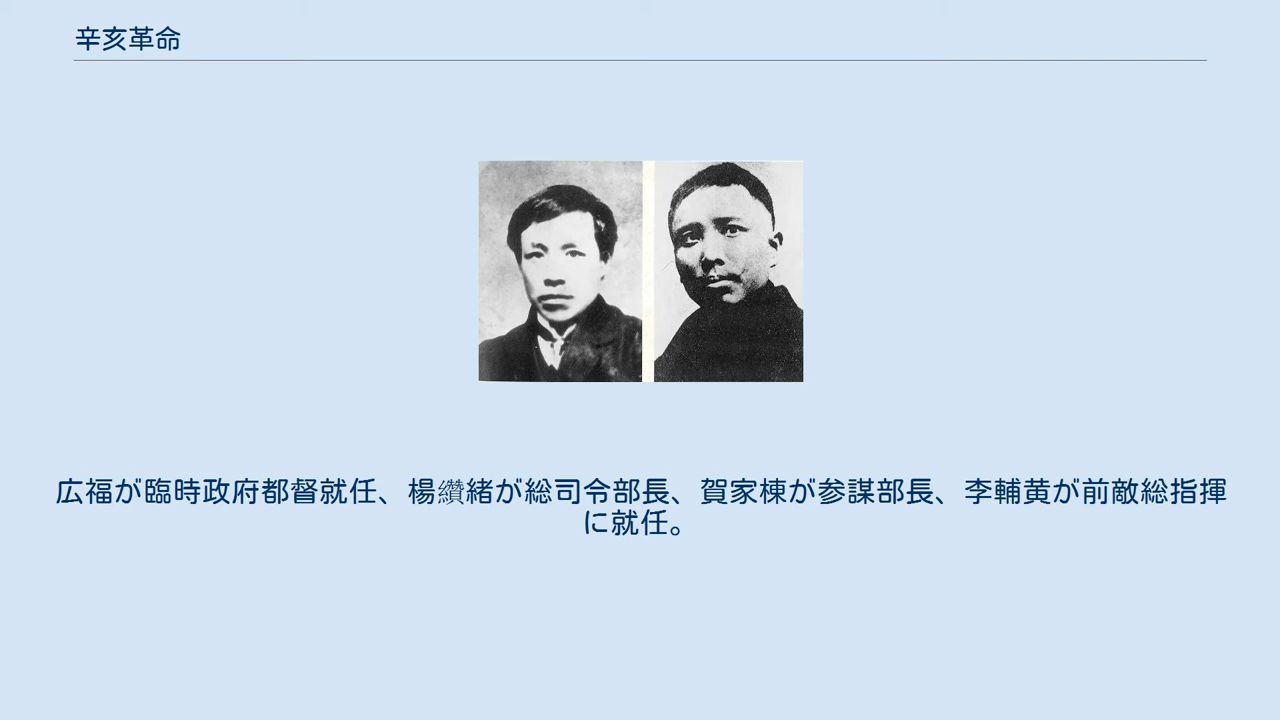 辛亥革命
広福が臨時政府都督就任、楊纘緒が総司令部長、賀家棟が参謀部長、李輔黄が前敵総指揮
に就任。